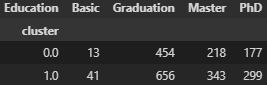 Education Basic Graduation Master PhD
cluster
0.0 13 454 218 177
1.0 41 656 343 299